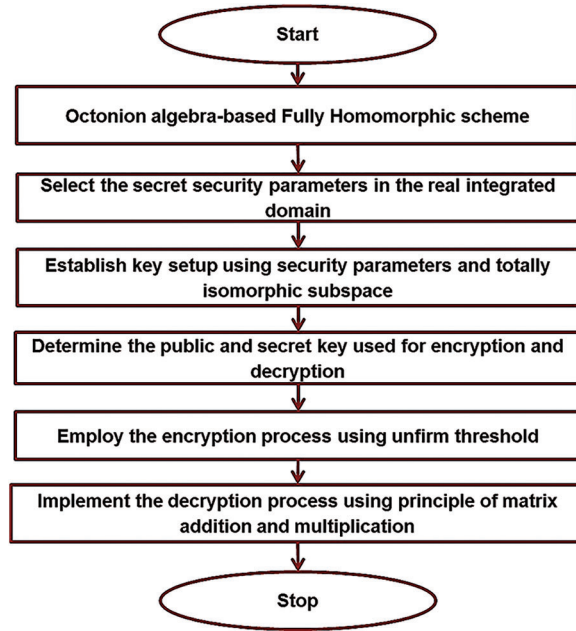 Start
Octonion algebra-based Fully Homomorphic scheme
Select the secret security parameters in the real integrated
domain
Establish key setup using security parameters and totally
isomorphic subspace
Determine the public and secret key used for encryption and
decryption
Employ the encryption process using unfirm threshold
Implement the decryption process using principle of matrix
addition and multiplication
Stop